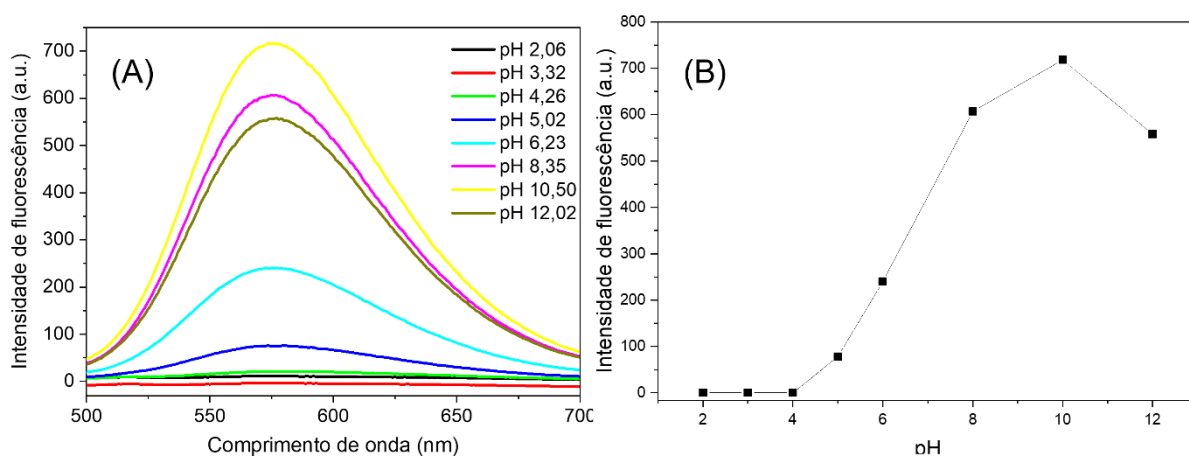 (A)
Intensidade de fluorescência (a.u.)
700
600
500
400
300
200
100
0
500
550
600
650
700
Comprimento de onda (nm)
pH 2,06
pH 3,32
pH 4,26
pH 5,02
pH 6,23
pH 8,35
pH 10,50
pH 12,02
(B)
Intensidade de fluorescência (a.u.)
800
700
600
500
400
300
200
100
0
2
4
6
8
10
12
pH